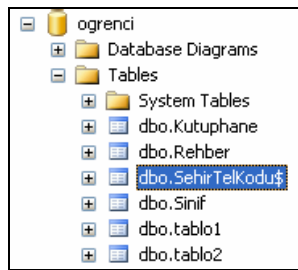 ogrenci
Database Diagrams
Tables
System Tables
dbo.Kutuphane
dbo.Rehber
dbo.SehirTelKodu$
dbo.Sinif
dbo.tablo1
dbo.tablo2